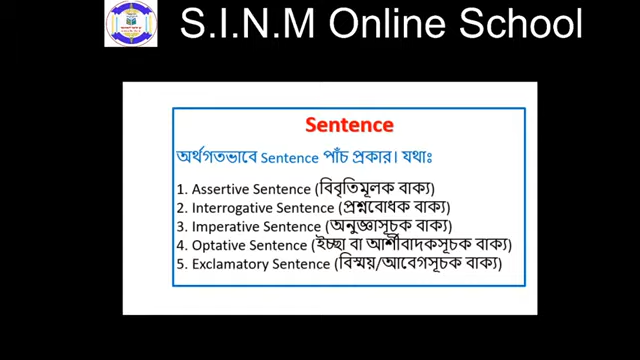 S.I.N.M Online School
Sentence
অর্থগতভাবে Sentence পাঁচ প্রকার। যথাঃ
1. Assertive Sentence (বিবৃতিমূলক বাক্য)
2. Interrogative Sentence (প্রশ্নবোধক বাক্য)
3. Imperative Sentence (অনুজ্ঞাসূচক বাক্য)
4. Optative Sentence (ইচ্ছা বা আর্শীবাদকসূচক বাক্য)
5. Exclamatory Sentence (বিস্ময়/আবেগসূচক বাক্য)